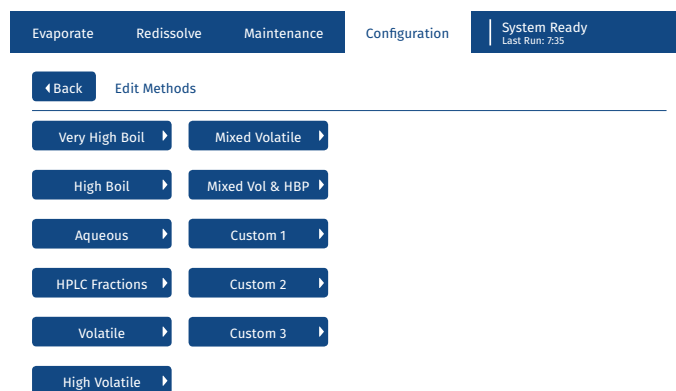 Evaporate Redissolve Maintenance Configuration System Ready
Last Run: 7:35
Back Edit Methods
Very High Boil Mixed Volatile
High Boil Mixed Vol & HBP
Aqueous Custom 1
HPLC Fractions Custom 2
Volatile Custom 3
High Volatile